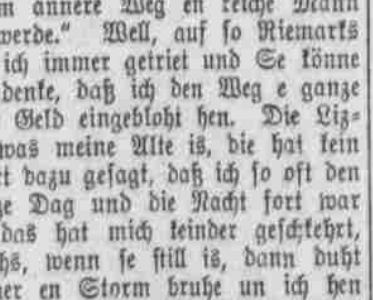 annere Weg en reiche Mann
werde.“ Well, auf so Riemarks
ich immer getriet und Se könne
denke, daß ich den Weg e ganze
Geld eingebloht hen. Die Liz=
was meine Alte is, die hat kein
dazu gesagt, daß ich so oft den
Dag und die Nacht fort war
das hat mich keinder geschkehrt,
wenn se still is, dann duht
en Storm bruhe un ich hen